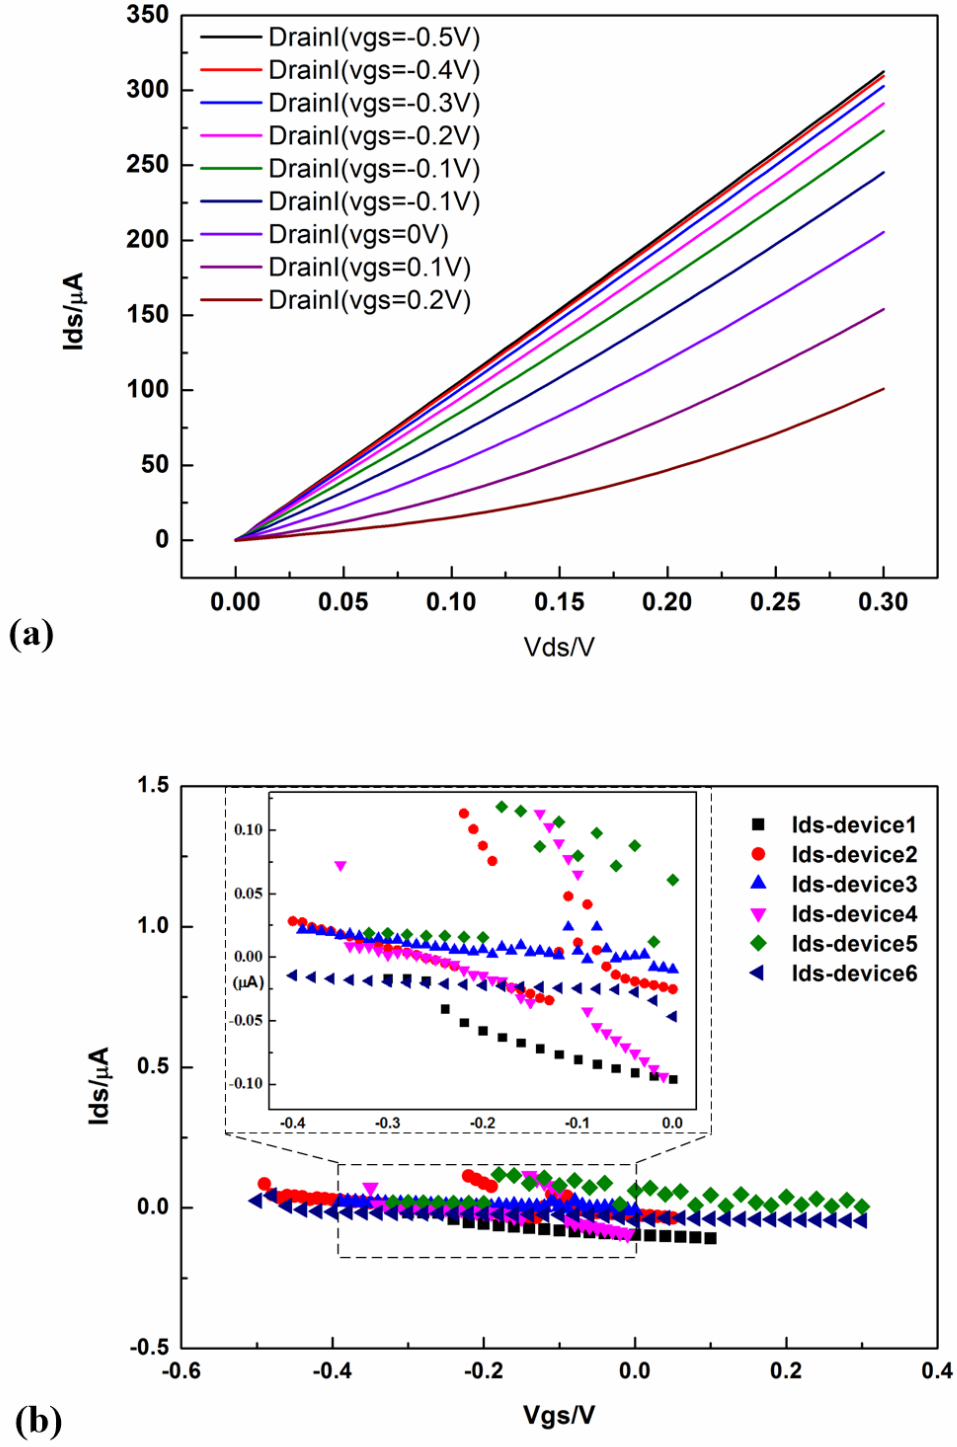 350
300
250
200
150
100
50
0
Ids/μA
DrainI(vgs=-0.5V)
DrainI(vgs=-0.4V)
DrainI(vgs=-0.3V)
DrainI(vgs=-0.2V)
DrainI(vgs=-0.1V)
DrainI(vgs=-0.1V)
DrainI(vgs=0V)
DrainI(vgs=0.1V)
DrainI(vgs=0.2V)
0.00 0.05 0.10 0.15 0.20 0.25 0.30
Vds/V
(a)
1.5
1.0
0.5
0.0
-0.5
Ids/μA
0.10
0.05
0.00
(μA)
-0.05
-0.10
-0.4 -0.3 -0.2 -0.1 0.0
Ids-device1
Ids-device2
Ids-device3
Ids-device4
Ids-device5
Ids-device6
-0.6 -0.4 -0.2 0.0 0.2 0.4
Vgs/V
(b)